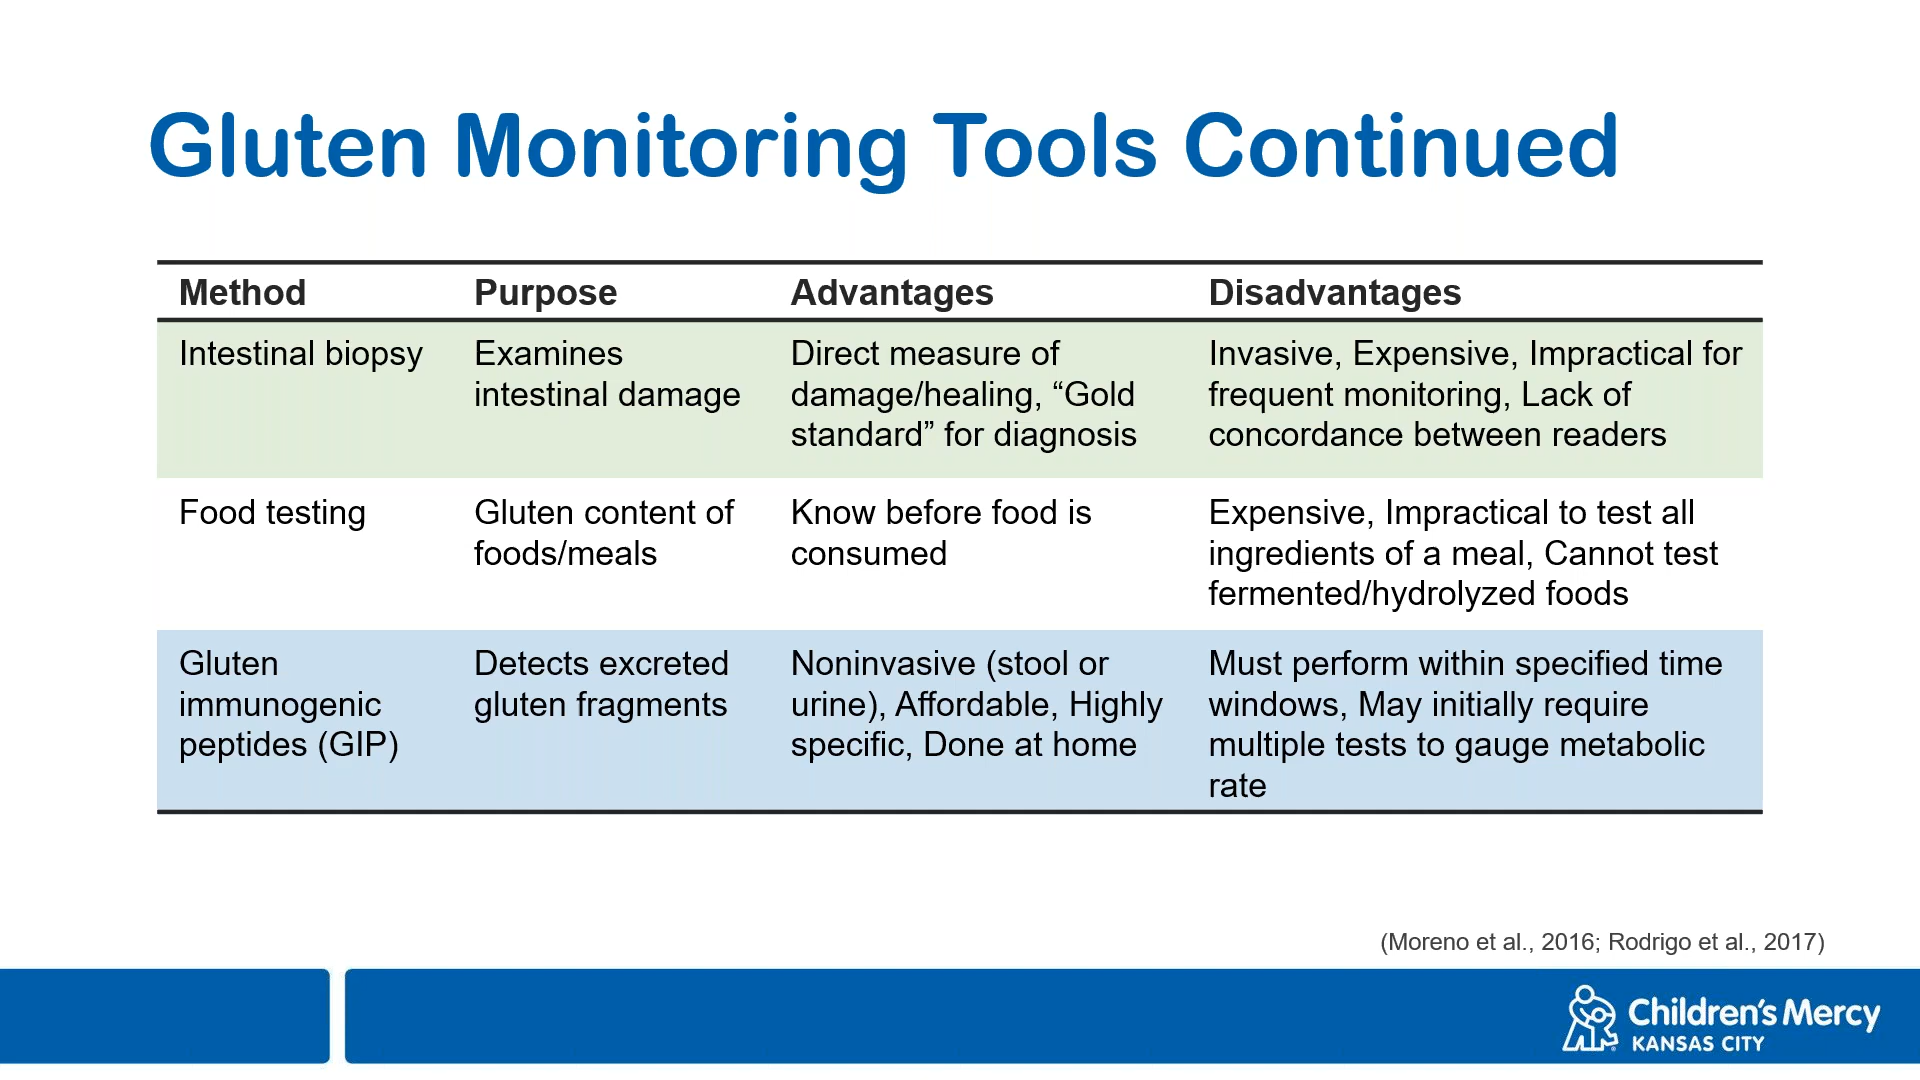 Gluten Monitoring Tools Continued
Method Purpose Advantages Disadvantages
Intestinal biopsy
Examines
intestinal damage
Direct measure of
damage/healing, “Gold
standard” for diagnosis
Invasive, Expensive, Impractical for
frequent monitoring, Lack of
concordance between readers
Food testing
Gluten content of
foods/meals
Know before food is
consumed
Expensive, Impractical to test all
ingredients of a meal, Cannot test
fermented/hydrolyzed foods
Gluten
immunogenic
peptides (GIP)
Detects excreted
gluten fragments
Noninvasive (stool or
urine), Affordable, Highly
specific, Done at home
Must perform within specified time
windows, May initially require
multiple tests to gauge metabolic
rate
(Moreno et al., 2016; Rodrigo et al., 2017)
Children's Mercy
KANSAS CITY